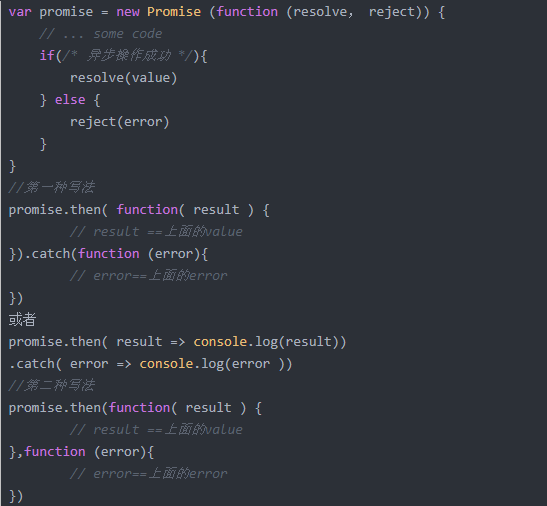 var promise = new Promise (function (resolve， reject)) {
    // ... some code
    if(/* 异步操作成功 */){
        resolve(value)
    } else {
        reject(error)
    }
}
//第一种写法
promise.then( function( result ) {
        // result ==上面的value
}).catch(function (error){
        // error==上面的error
})
或者
promise.then( result => console.log(result))
.catch( error => console.log(error ))
//第二种写法
promise.then(function( result ) {
        // result ==上面的value
},function (error){
        // error==上面的error
})